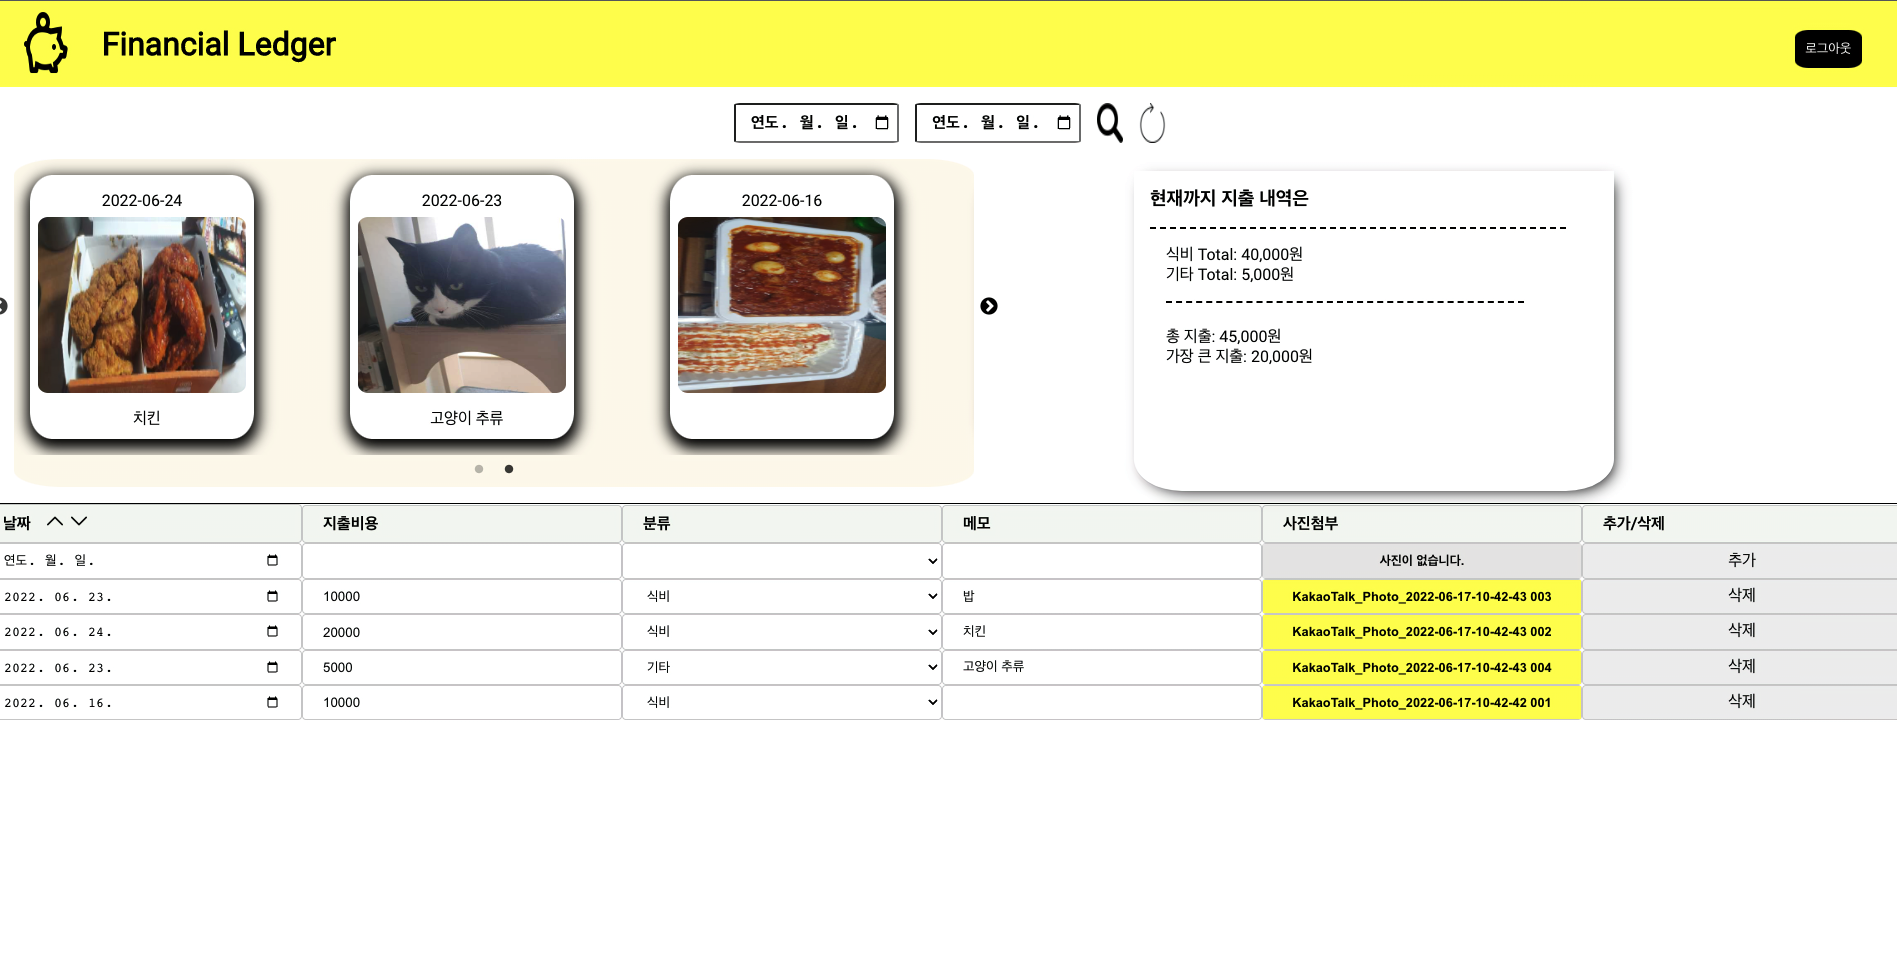 Financial Ledger
로그아웃
연도. 월. 일. 연도. 월. 일.
2022-06-24
치킨
2022-06-23
고양이 추류
2022-06-16
현재까지 지출 내역은
식비 Total: 40,000원
기타 Total: 5,000원
총 지출: 45,000원
가장 큰 지출: 20,000원
날짜 지출비용 분류 메모 사진첨부 추가/삭제
연도. 월. 일. 사진이 없습니다. 추가
2022. 06. 23. 10000 식비 밥 KakaoTalk_Photo_2022-06-17-10-42-43 003 삭제
2022. 06. 24. 20000 식비 치킨 KakaoTalk_Photo_2022-06-17-10-42-43 002 삭제
2022. 06. 23. 5000 기타 고양이 추류 KakaoTalk_Photo_2022-06-17-10-42-43 004 삭제
2022. 06. 16. 10000 식비 KakaoTalk_Photo_2022-06-17-10-42-42 001 삭제